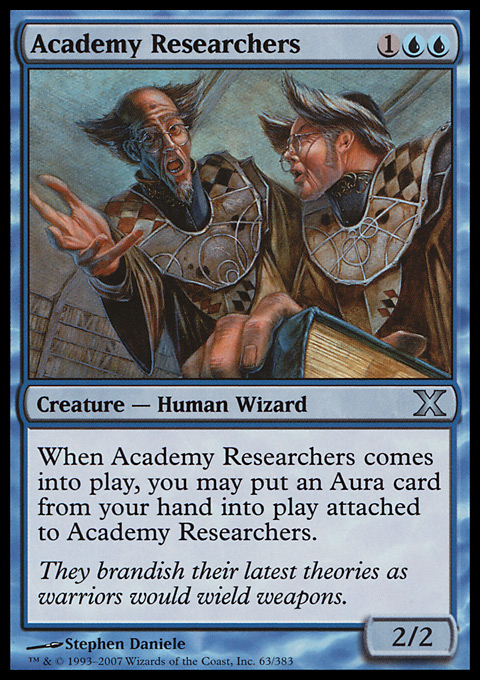 Academy Researchers 1
Creature — Human Wizard X
When Academy Researchers comes
into play, you may put an Aura card
from your hand into play attached
to Academy Researchers.
They brandish their latest theories as
warriors would wield weapons.
Stephen Daniele
2/2
™ & © 1993–2007 Wizards of the Coast, Inc. 63/383